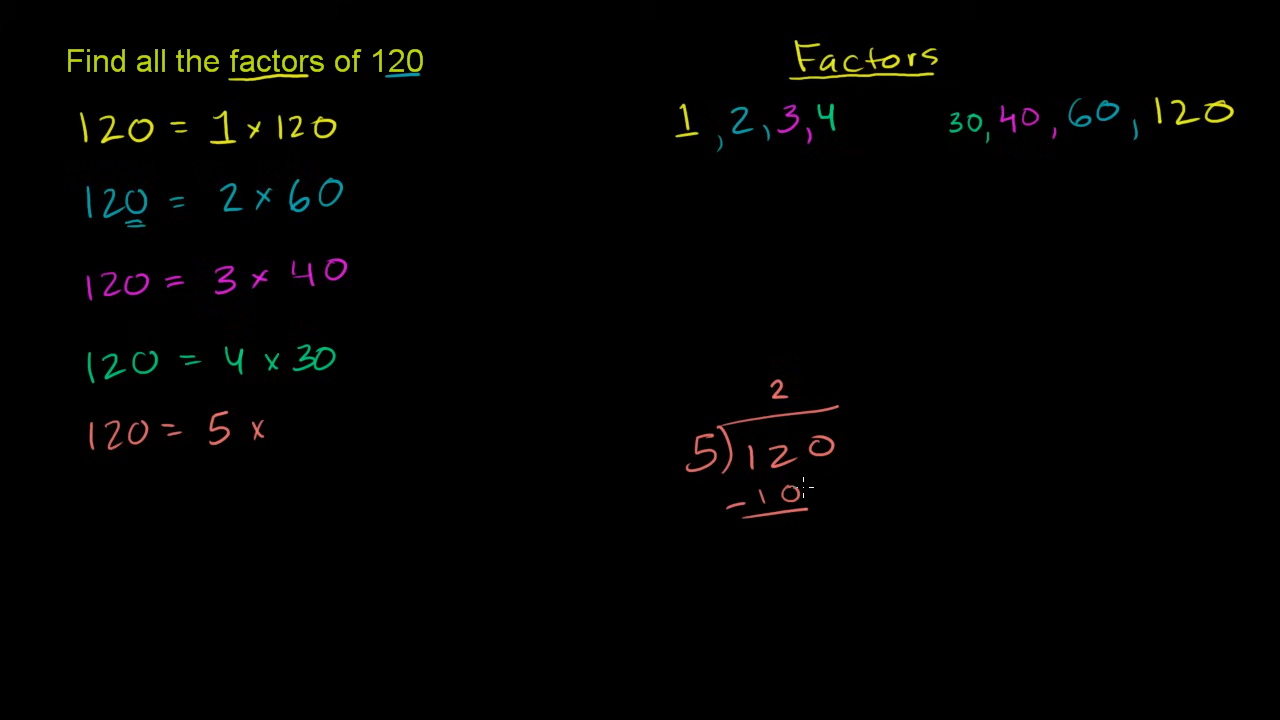 Find all the factors of 120
Factors
120 = 1 × 120
1, 2, 3, 4 30, 40, 60, 120
120 = 2 × 60
120 = 3 × 40
120 = 4 × 30
120 = 5 ×
2
5)120
-10